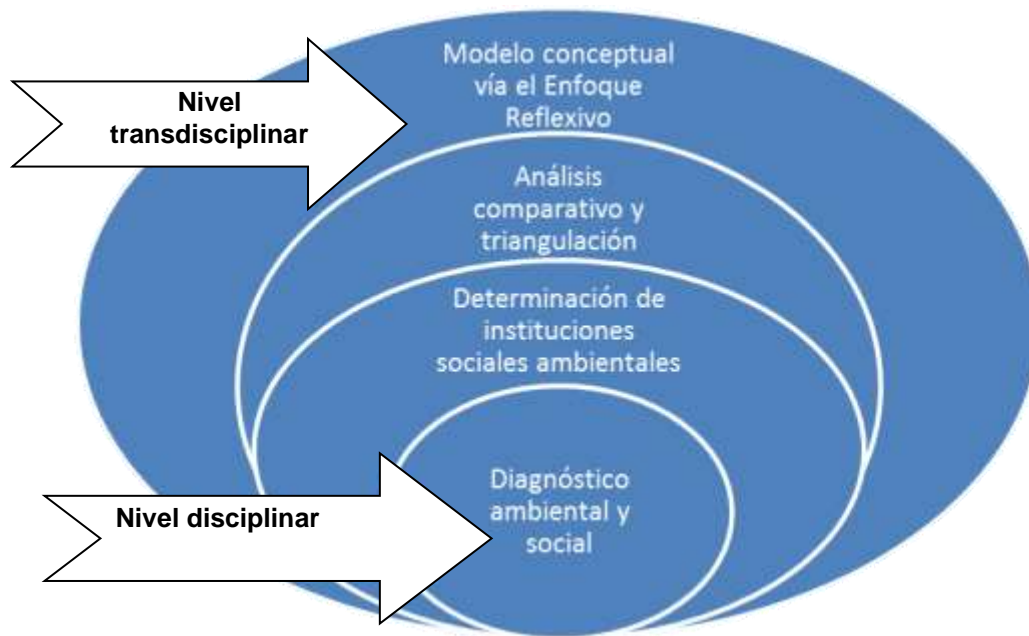 Modelo conceptual
vía el Enfoque
Reflexivo
Nivel
transdisciplinar
Análisis
comparativo y
triangulación
Determinación de
instituciones
sociales ambientales
Diagnóstico
ambiental y
social
Nivel disciplinar